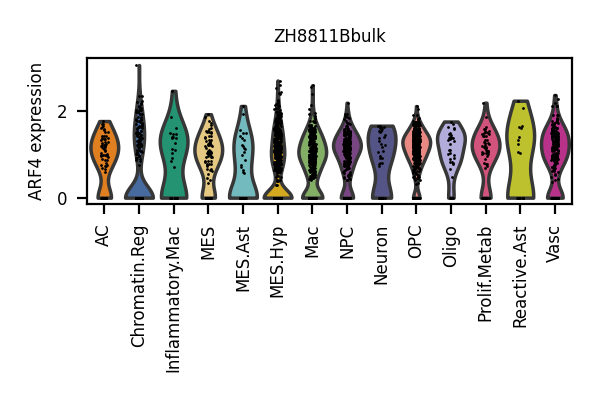 ZH8811Bbulk
ARF4 expression
2
0
AC
Chromatin.Reg
Inflammatory.Mac
MES
MES.Ast
MES.Hyp
Mac
NPC
Neuron
OPC
Oligo
Prolif.Metab
Reactive.Ast
Vasc